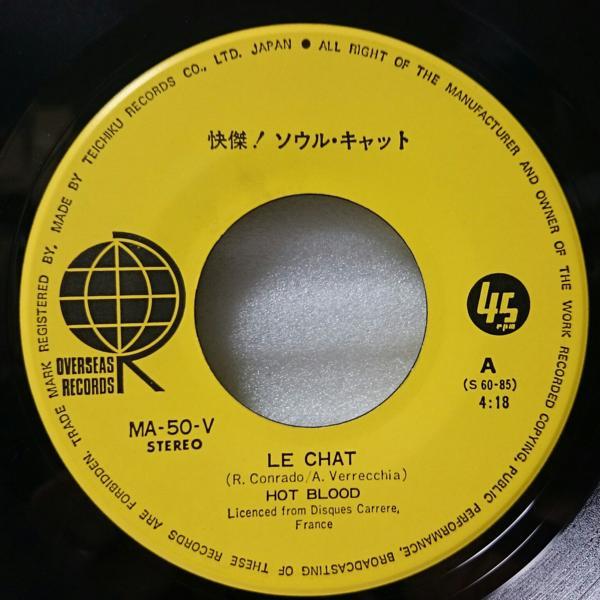 TRADE MARK REGISTERED BY, MADE BY TEICHIKU RECORDS CO., LTD. JAPAN ● ALL RIGHT OF THE MANUFACTURER AND OWNER OF THE WORK RECORDED COPYING, PUBLIC PERFORMANCE, BROADCASTING OF THESE RECORDS ARE FORBIDDEN.
快傑！ソウル・キャット
OVERSEAS
RECORDS
R
MA-50-V
STEREO
45
rpm
A
(S 60-85)
4:18
LE CHAT
(R. Conrado/A. Verrecchia)
HOT BLOOD
Licenced from Disques Carrere,
France